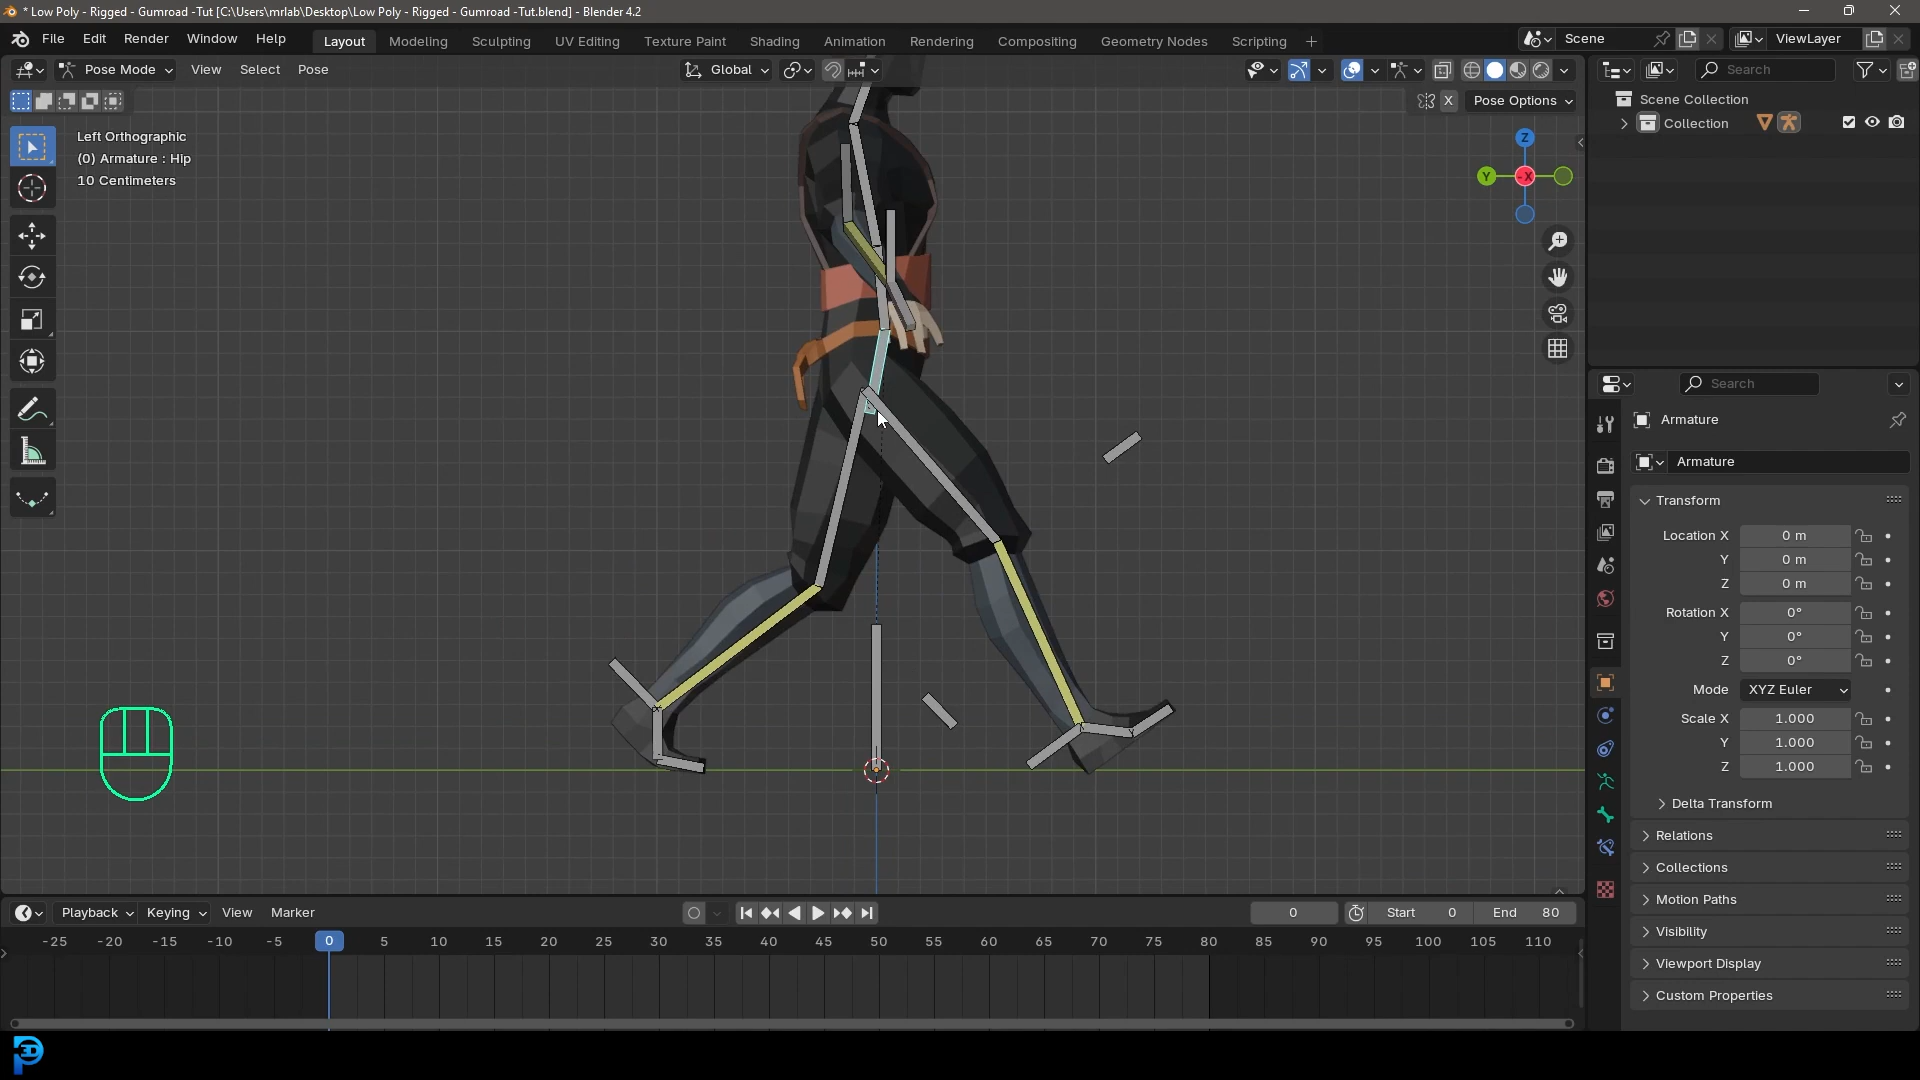 * Low Poly - Rigged - Gumroad -Tut [C:\Users\mrlab\Desktop\Low Poly - Rigged - Gumroad -Tut.blend] - Blender 4.2
File Edit Render Window Help
Layout Modeling Sculpting UV Editing Texture Paint Shading Animation Rendering Compositing Geometry Nodes Scripting +
Scene
ViewLayer
Pose Mode View Select Pose
Global
Search
X Pose Options
Scene Collection
Collection
Left Orthographic
(0) Armature : Hip
10 Centimeters
Z
Y
-X
Search
Armature
Armature
Transform
Location X 0 m
Y 0 m
Z 0 m
Rotation X 0°
Y 0°
Z 0°
Mode XYZ Euler
Scale X 1.000
Y 1.000
Z 1.000
Delta Transform
Relations
Collections
Motion Paths
Visibility
Viewport Display
Custom Properties
Playback Keying View Marker
0 Start 0 End 80
-25 -20 -15 -10 -5 0 5 10 15 20 25 30 35 40 45 50 55 60 65 70 75 80 85 90 95 100 105 110